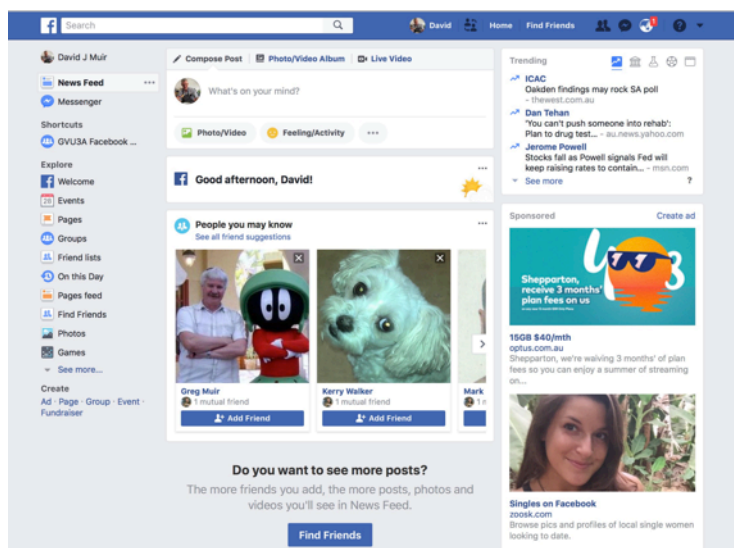 f Search
David Home Find Friends 1
David J Muir
News Feed
Messenger
Shortcuts
GVU3A Facebook ...
Explore
Welcome
26 Events
Pages
Groups
Friend lists
On this Day
Pages feed
Find Friends
Photos
Games
See more...
Create
Ad · Page · Group · Event ·
Fundraiser
Compose Post Photo/Video Album Live Video
What's on your mind?
Photo/Video Feeling/Activity
Good afternoon, David!
People you may know
See all friend suggestions
Greg Muir
1 mutual friend
Add Friend
Kerry Walker
1 mutual friend
Add Friend
Mark
Do you want to see more posts?
The more friends you add, the more posts, photos and
videos you'll see in News Feed.
Find Friends
Trending
ICAC
Oakden findings may rock SA poll
– thewest.com.au
Dan Tehan
'You can't push someone into rehab':
Plan to drug test... – au.news.yahoo.com
Jerome Powell
Stocks fall as Powell signals Fed will
keep raising rates to contain... – msn.com
See more ?
Sponsored Create ad
Shepparton,
receive 3 months'
plan fees on us
15GB $40/mth
optus.com.au
Shepparton, we're waiving 3 months' of plan
fees so you can enjoy a summer of streaming
on...
Singles on Facebook
zoosk.com
Browse pics and profiles of local single women
looking to date.